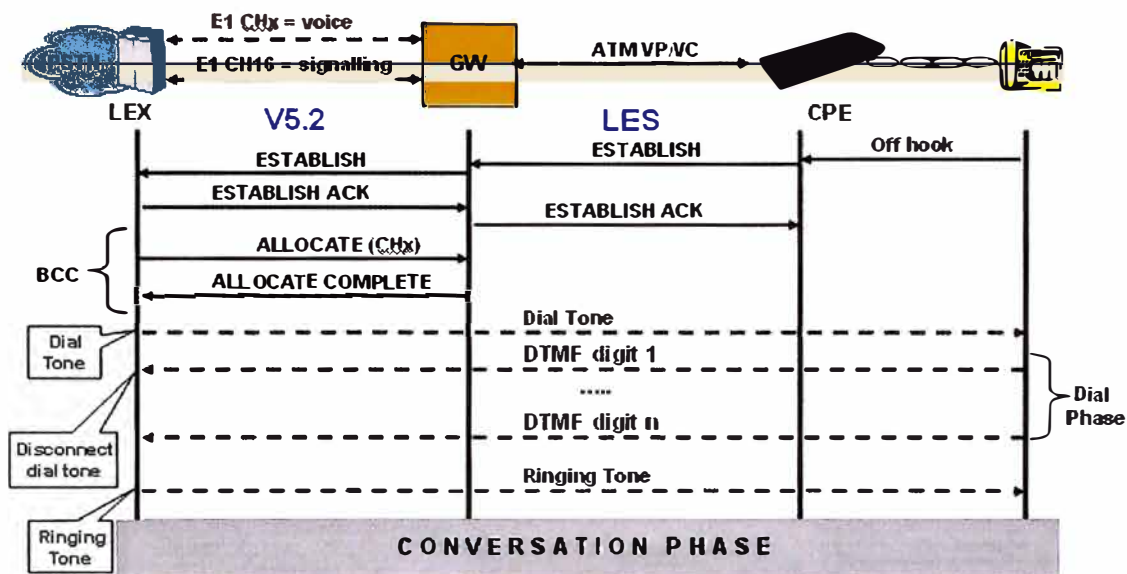 E1 CHx = voice
PSTN
E1 CH16 = signalling
GW
ATM VP/VC
LEX
V5.2
LES
CPE
ESTABLISH
ESTABLISH
Off hook
ESTABLISH ACK
ESTABLISH ACK
BCC
ALLOCATE (CHx)
ALLOCATE COMPLETE
Dial Tone
Dial
Tone
DTMF digit 1
.....
Dial
Phase
DTMF digit n
Disconnect
dial tone
Ringing Tone
Ringing
Tone
CONVERSATION PHASE